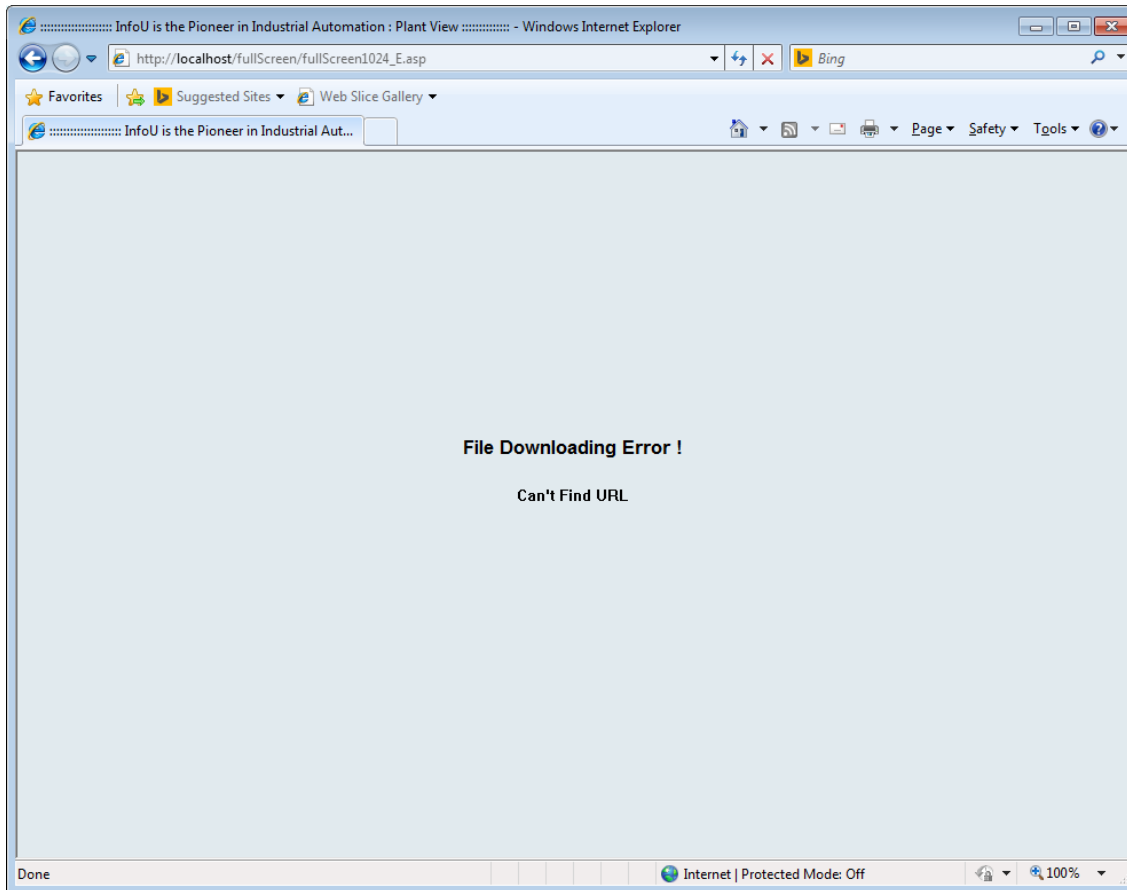 :::::::::::::::::::: InfoU is the Pioneer in Industrial Automation : Plant View :::::::::::::: - Windows Internet Explorer
http://localhost/fullScreen/fullScreen1024_E.asp
Bing
Favorites Suggested Sites Web Slice Gallery
:::::::::::::::::::: InfoU is the Pioneer in Industrial Aut...
Page Safety Tools
File Downloading Error !
Can't Find URL
Done Internet | Protected Mode: Off 100%